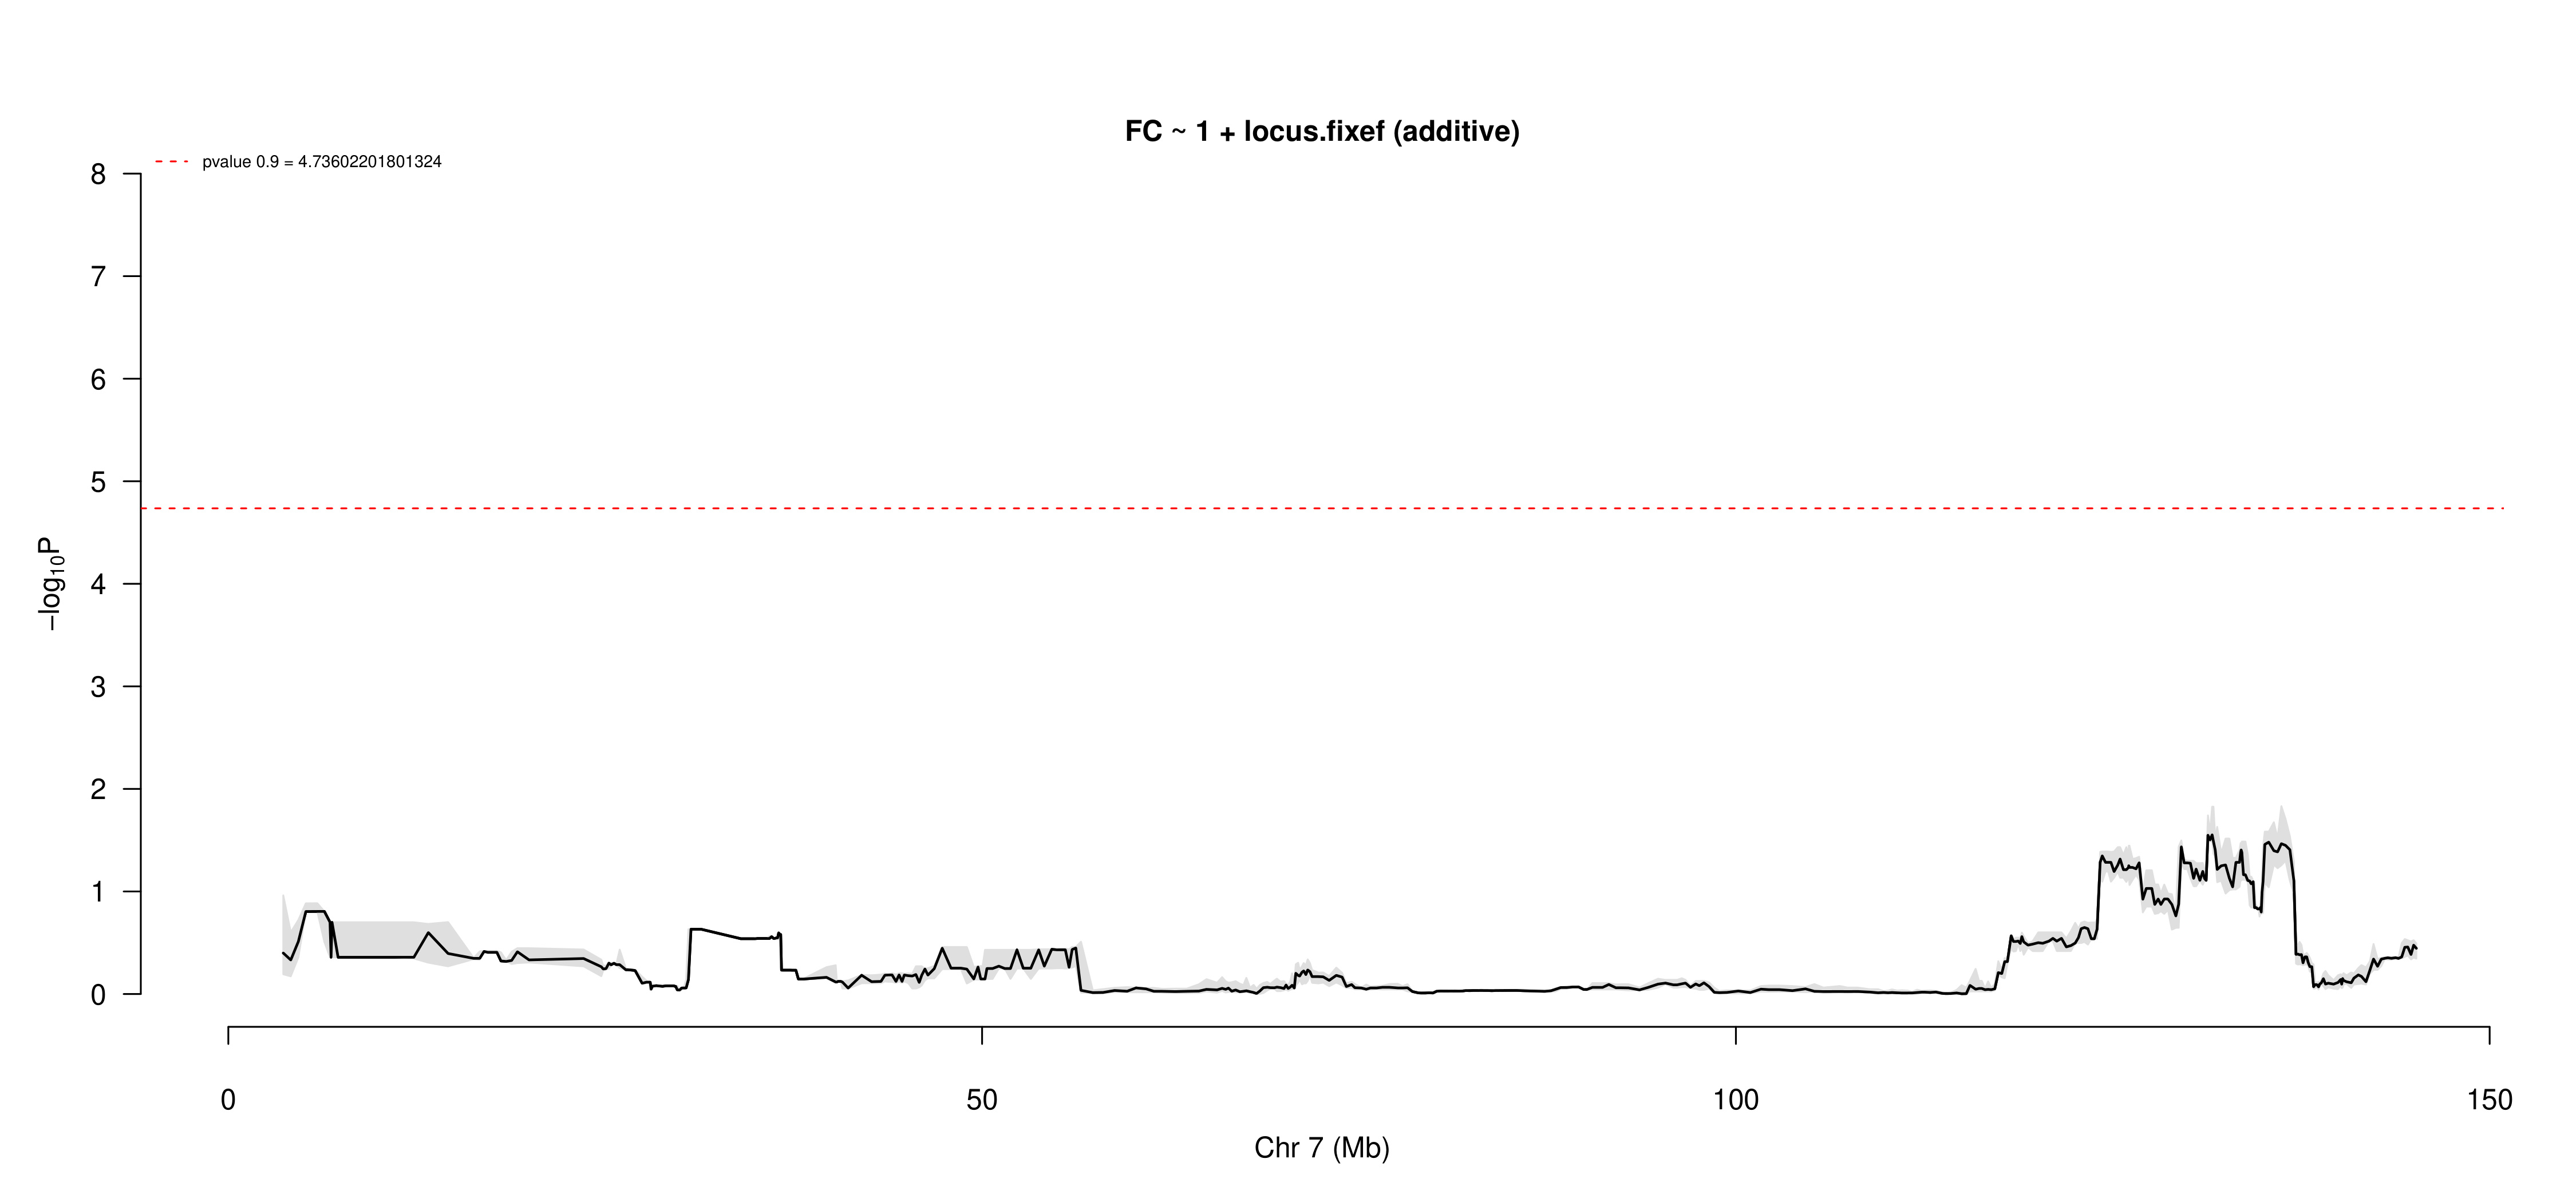 FC ~ 1 + locus.fixef (additive)
pvalue 0.9 = 4.73602201801324
8
7
6
5
4
3
2
1
0
−log10P
0 50 100 150
Chr 7 (Mb)